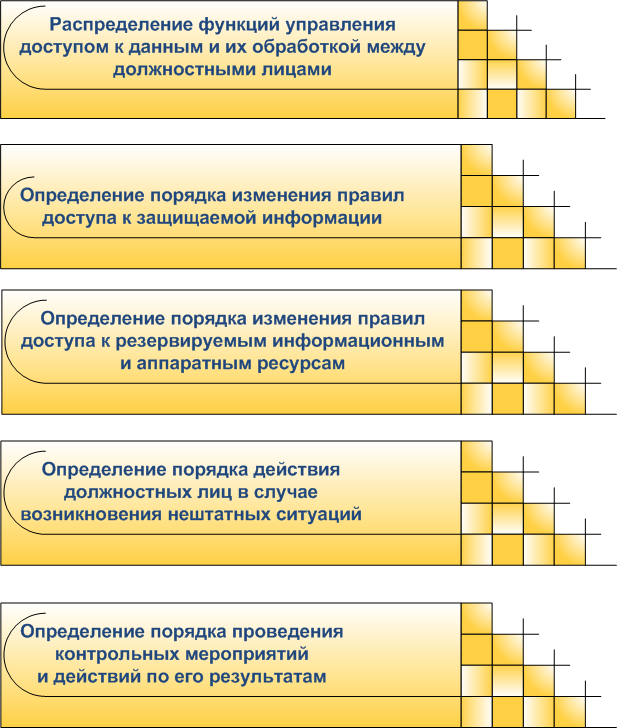 Распределение функций управления
доступом к данным и их обработкой между
должностными лицами
Определение порядка изменения правил
доступа к защищаемой информации
Определение порядка изменения правил
доступа к резервируемым информационным
и аппаратным ресурсам
Определение порядка действия
должностных лиц в случае
возникновения нештатных ситуаций
Определение порядка проведения
контрольных мероприятий
и действий по его результатам